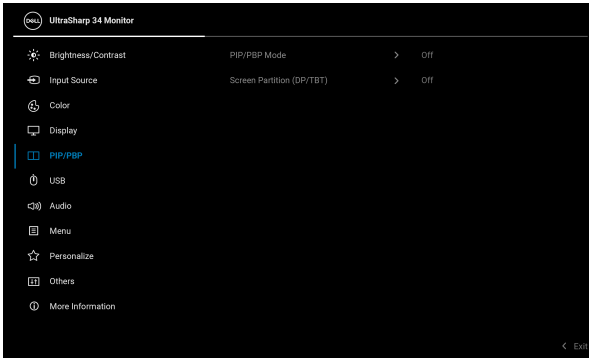 DELL UltraSharp 34 Monitor
Brightness/Contrast PIP/PBP Mode > Off
Input Source Screen Partition (DP/TBT) > Off
Color
Display
PIP/PBP
USB
Audio
Menu
Personalize
Others
More Information
< Exit